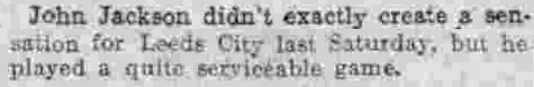 John Jackson didn't exactly create a sen-
sation for Leeds City last Saturday, but he
played a quite serviceable game.